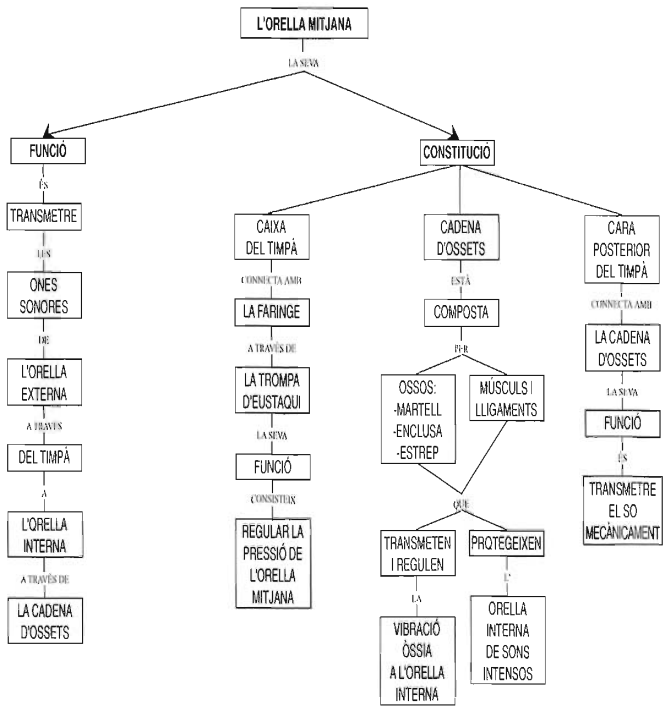 L'ORELLA MITJANA
LA SEVA
FUNCIÓ
ÉS
TRANSMETRE
LES
ONES
SONORES
DE
L'ORELLA
EXTERNA
A TRAVÉS
DEL TIMPÀ
A
L'ORELLA
INTERNA
A TRAVÉS DE
LA CADENA
D'OSSETS
CONSTITUCIÓ
CAIXA
DEL TIMPÀ
CONNECTA AMB
LA FARINGE
A TRAVÉS DE
LA TROMPA
D'EUSTAQUI
LA SEVA
FUNCIÓ
CONSISTEIX
REGULAR LA
PRESSIÓ DE
L'ORELLA
MITJANA
CADENA
D'OSSETS
ESTÀ
COMPOSTA
PER
OSSOS:
-MARTELL
-ENCLUSA
-ESTREP
MÚSCULS I
LLIGAMENTS
QUE
TRANSMETEN
I REGULEN
LA
VIBRACIÓ
ÒSSIA
A L'ORELLA
INTERNA
PROTEGEIXEN
L'
ORELLA
INTERNA
DE SONS
INTENSOS
CARA
POSTERIOR
DEL TIMPÀ
CONNECTA AMB
LA CADENA
D'OSSETS
LA SEVA
FUNCIÓ
ÉS
TRANSMETRE
EL SO
MECÀNICAMENT